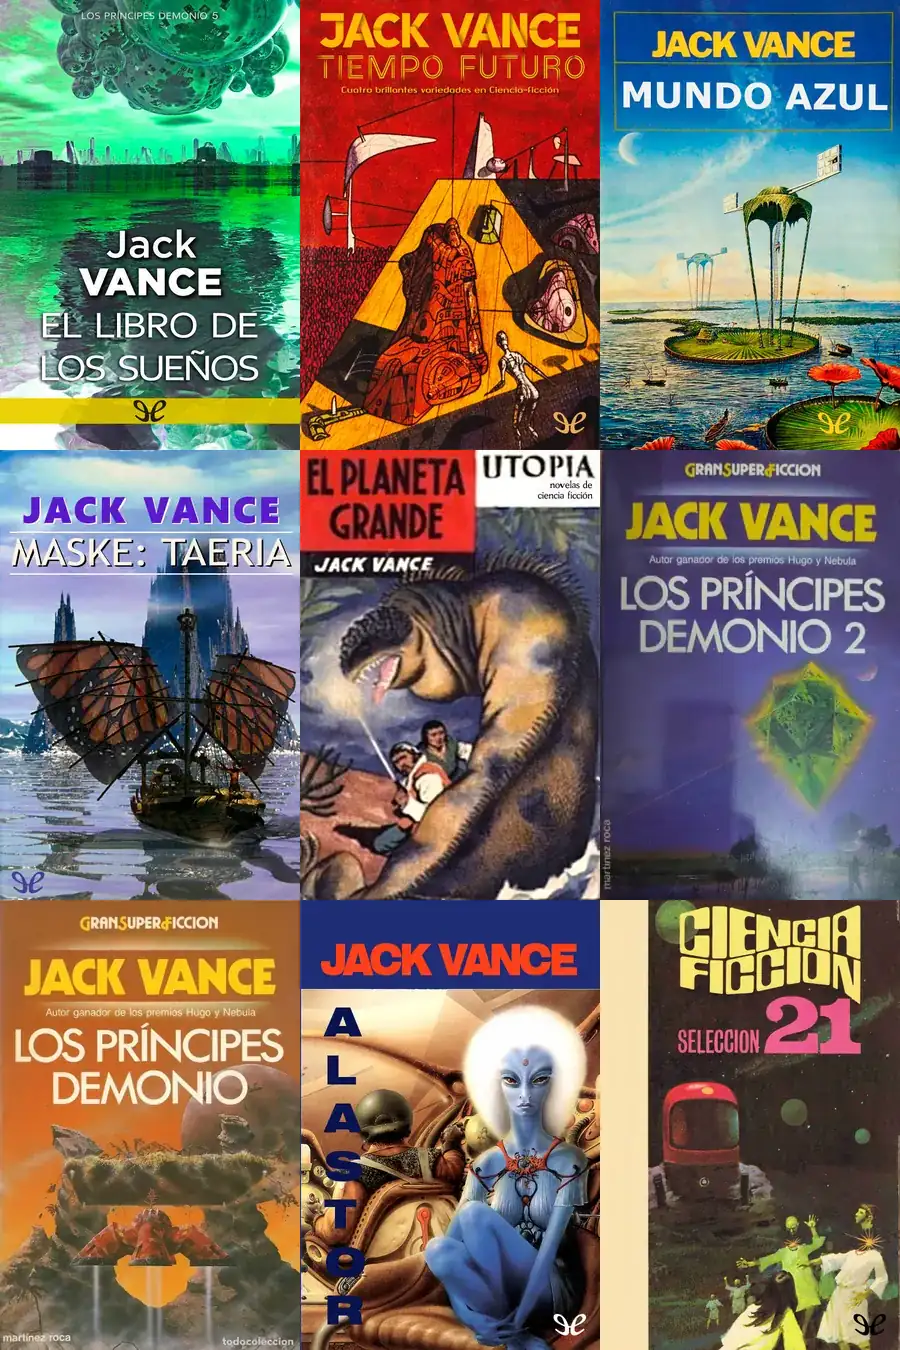 LOS PRÍNCIPES DEMONIO 5
Jack
VANCE
EL LIBRO DE
LOS SUEÑOS
JACK VANCE
TIEMPO FUTURO
Cuatro brillantes variedades en Ciencia-ficción
JACK VANCE
MUNDO AZUL
JACK VANCE
MASKE: TAERIA
EL PLANETA
GRANDE
JACK VANCE
UTOPIA
novelas de
ciencia ficción
GRANSUPERFICCION
JACK VANCE
Autor ganador de los premios Hugo y Nebula
LOS PRÍNCIPES
DEMONIO 2
martínez roca
GRANSUPERFICCION
JACK VANCE
Autor ganador de los premios Hugo y Nebula
LOS PRÍNCIPES
DEMONIO
martínez roca
todocoleccion
JACK VANCE
ALASTOR
CIENCIA
FICCION
SELECCION 21